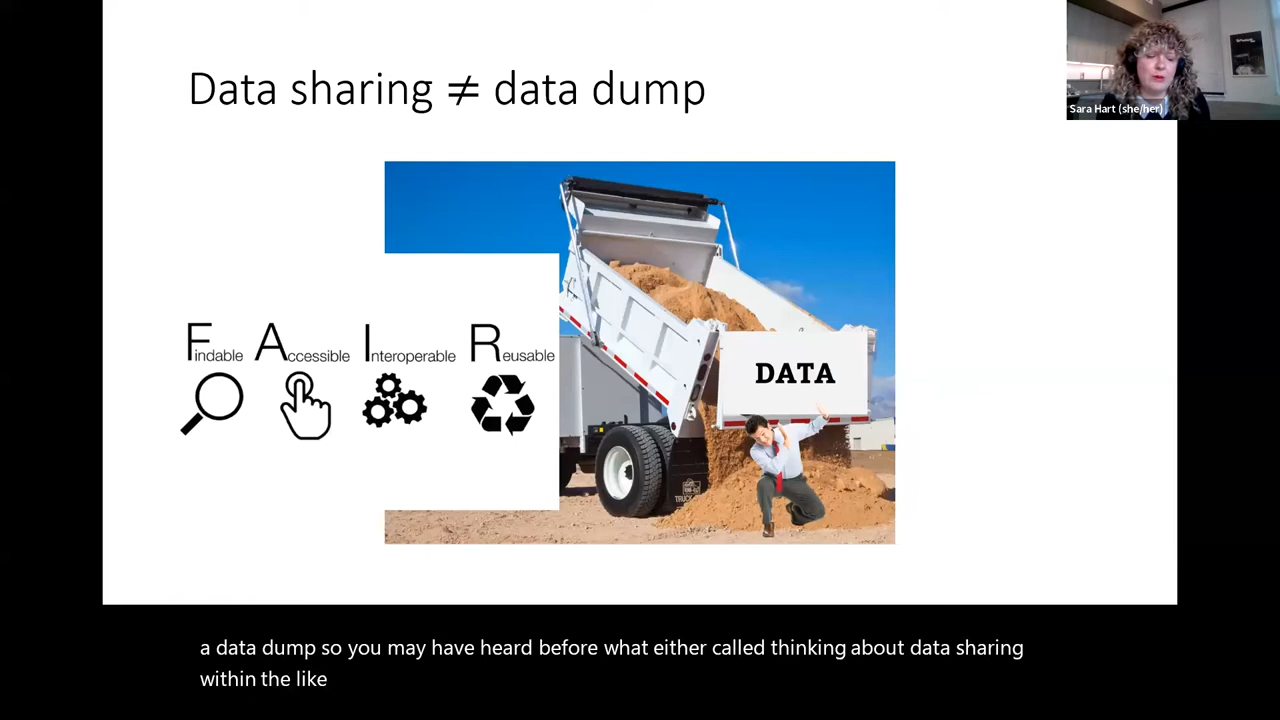 Data sharing ≠ data dump
Sara Hart (she/her)
Findable Accessible Interoperable Reusable
DATA
a data dump so you may have heard before what either called thinking about data sharing
within the like